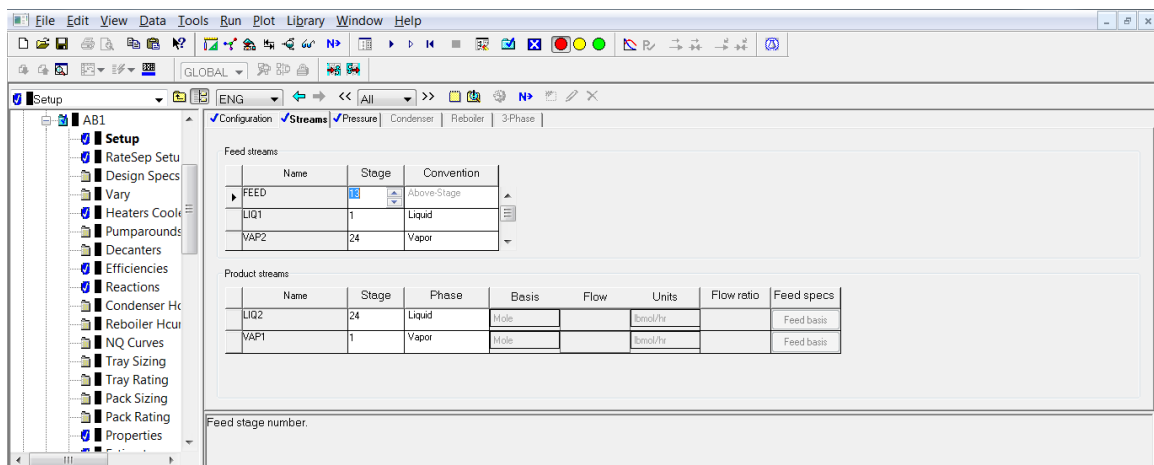 File Edit View Data Tools Run Plot Library Window Help
GLOBAL
Setup ENG << All >> N>
AB1
Setup
RateSep Setu
Design Specs
Vary
Heaters Coole
Pumparounds
Decanters
Efficiencies
Reactions
Condenser Hc
Reboiler Hcur
NQ Curves
Tray Sizing
Tray Rating
Pack Sizing
Pack Rating
Properties
Configuration Streams Pressure Condenser Reboiler 3-Phase
Feed streams
Name Stage Convention
FEED 13 Above-Stage
LIQ1 1 Liquid
VAP2 24 Vapor
Product streams
Name Stage Phase Basis Flow Units Flow ratio Feed specs
LIQ2 24 Liquid Mole lbmol/hr Feed basis
VAP1 1 Vapor Mole lbmol/hr Feed basis
Feed stage number.